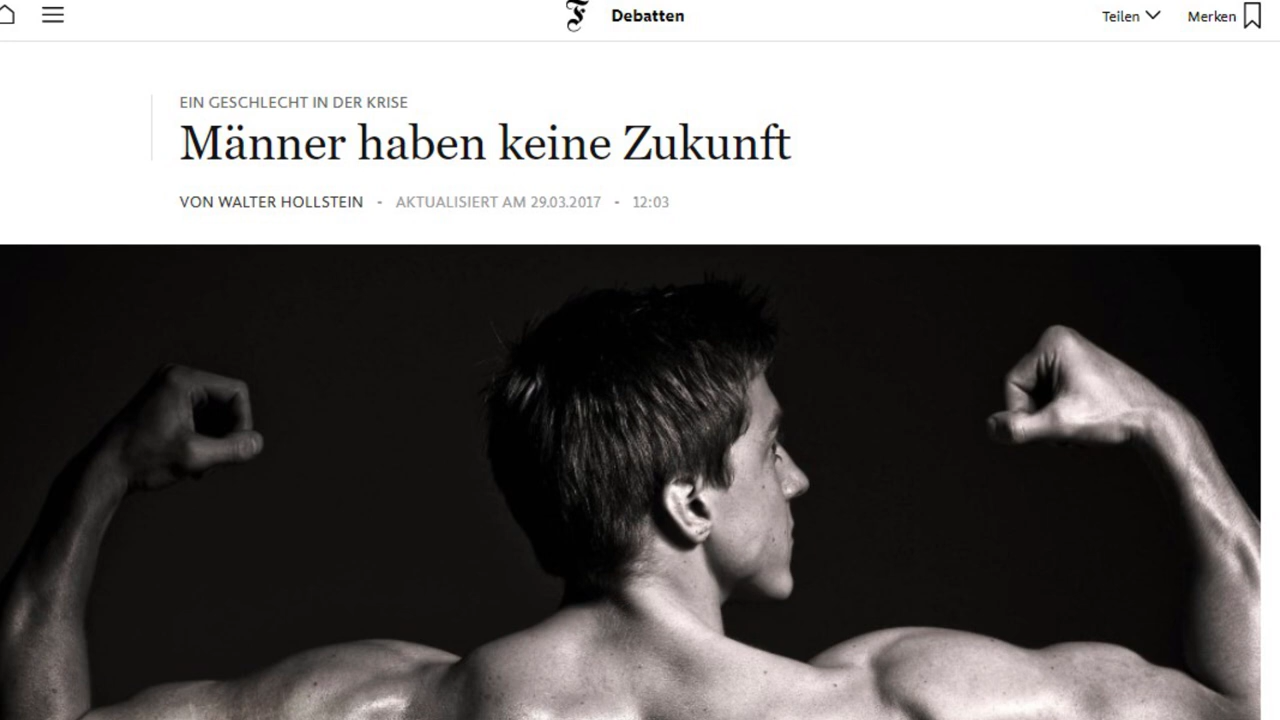 Debatten
Teilen
Merken
EIN GESCHLECHT IN DER KRISE
Männer haben keine Zukunft
VON WALTER HOLLSTEIN - AKTUALISIERT AM 29.03.2017 - 12:03